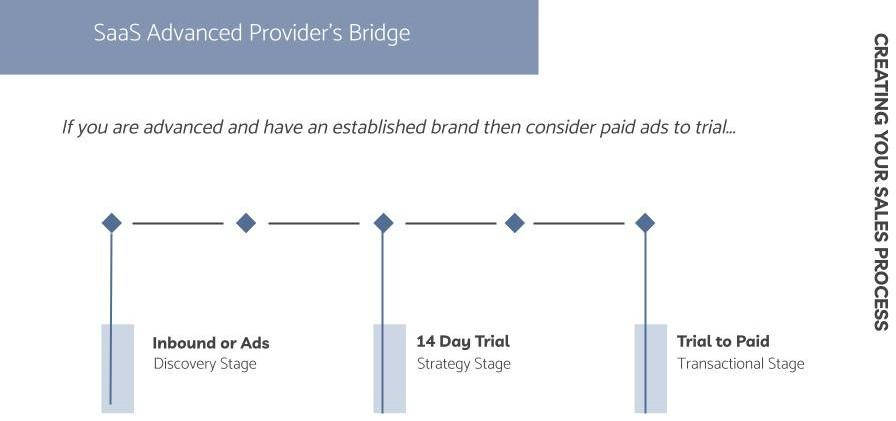 SaaS Advanced Provider's Bridge
If you are advanced and have an established brand then consider paid ads to trial...
Inbound or Ads
Discovery Stage
14 Day Trial
Strategy Stage
Trial to Paid
Transactional Stage
CREATING YOUR SALES PROCESS